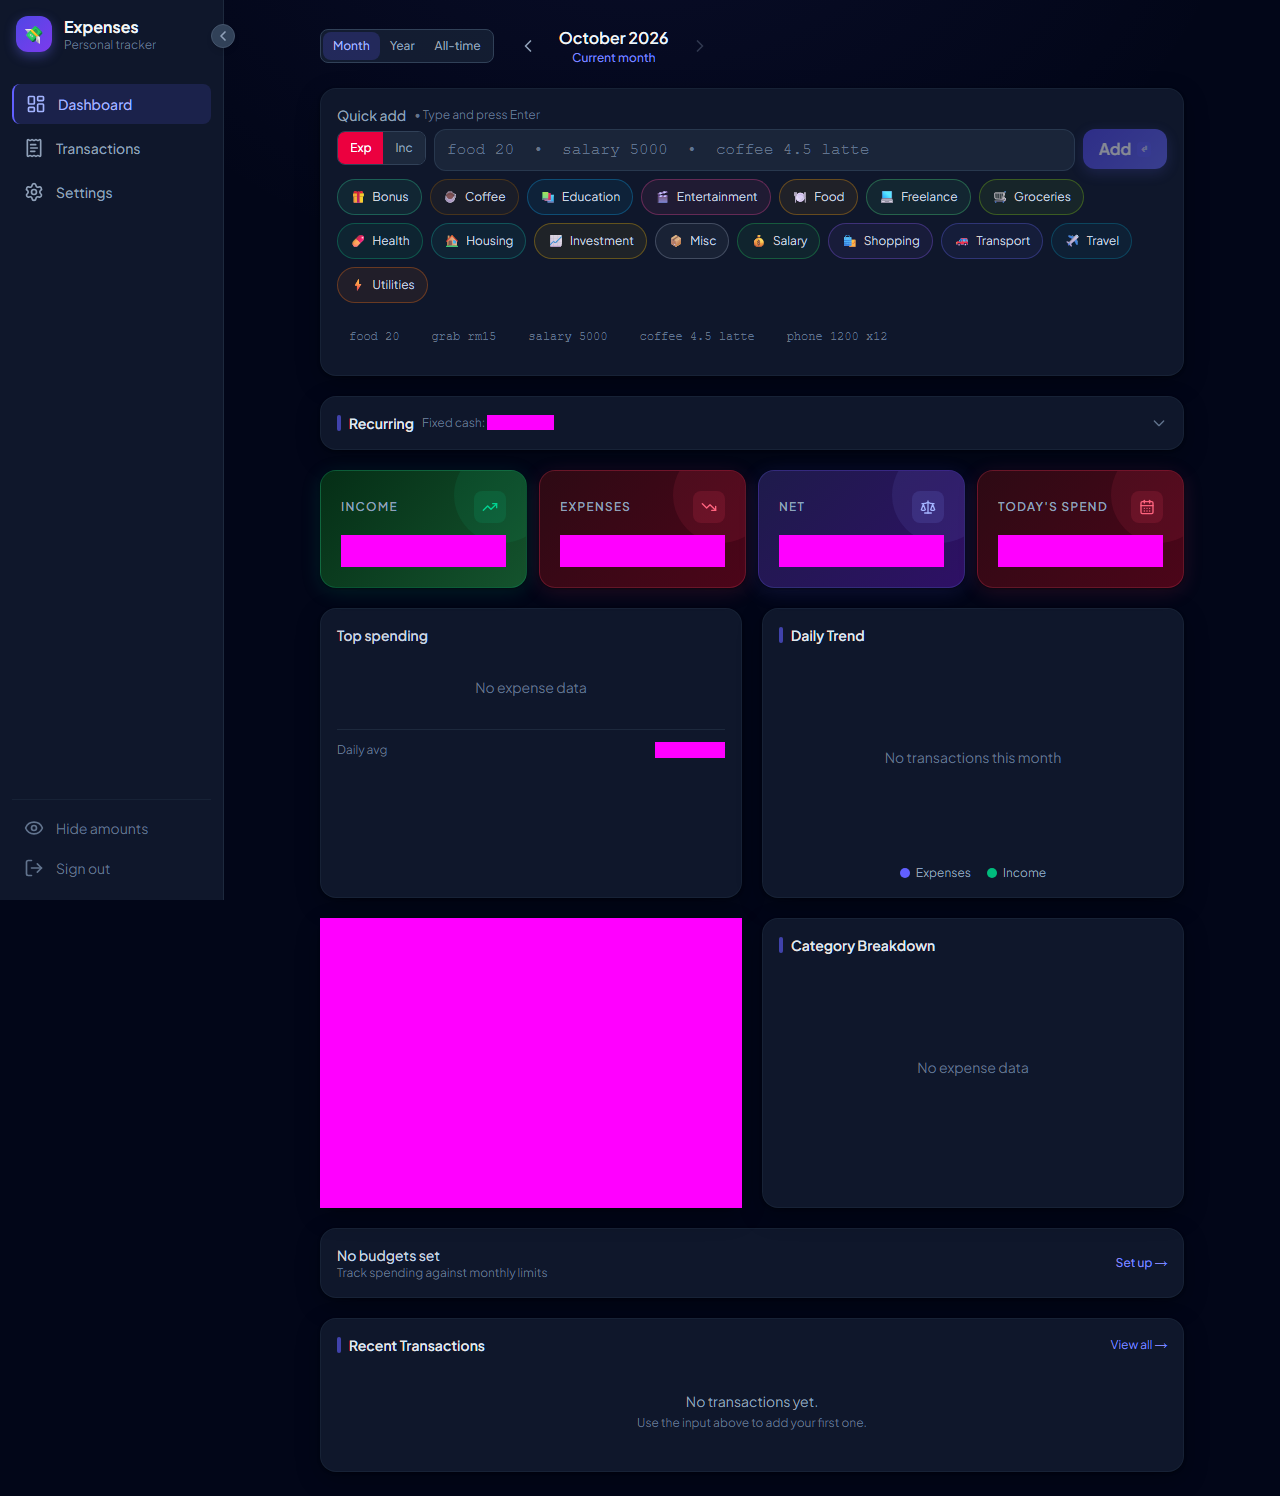 Expenses
Personal tracker
Dashboard
Transactions
Settings
Hide amounts
Sign out
Month Year All-time
October 2026
Current month
Quick add • Type and press Enter
Exp Inc food 20 • salary 5000 • coffee 4.5 latte Add
Bonus Coffee Education Entertainment Food Freelance Groceries
Health Housing Investment Misc Salary Shopping Transport Travel
Utilities
food 20 grab rm15 salary 5000 coffee 4.5 latte phone 1200 x12
Recurring Fixed cash:
INCOME EXPENSES NET TODAY'S SPEND
Top spending
No expense data
Daily avg
Daily Trend
No transactions this month
Expenses Income
Category Breakdown
No expense data
No budgets set
Track spending against monthly limits
Set up →
Recent Transactions
View all →
No transactions yet.
Use the input above to add your first one.